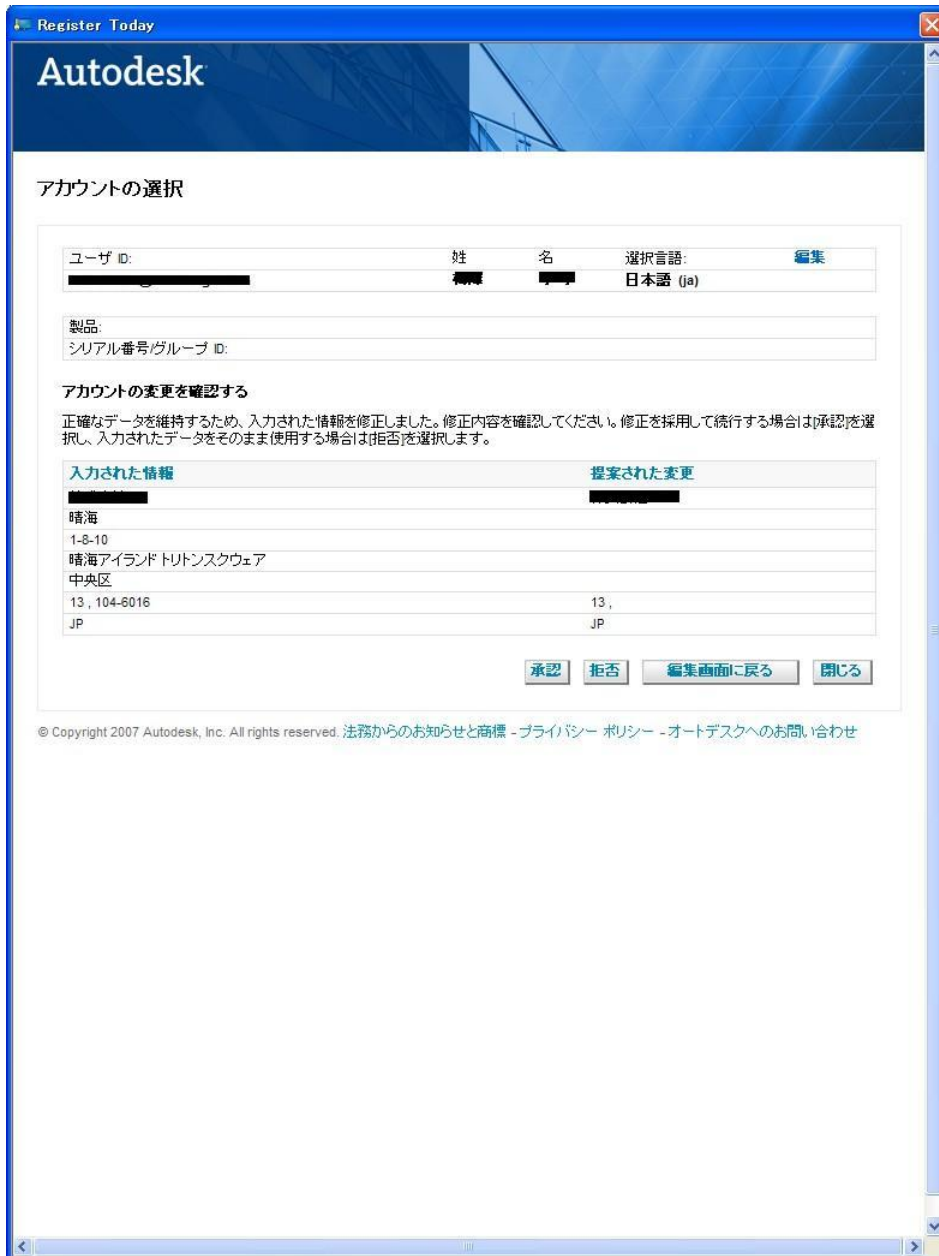 Register Today
Autodesk
アカウントの選択
ユーザ ID: 姓 名 選択言語: 編集
日本語 (ja)
製品:
シリアル番号/グループ ID:
アカウントの変更を確認する
正確なデータを維持するため、入力された情報を修正しました。修正内容を確認してください。修正を採用して続行する場合は[承認]を選
択し、入力されたデータをそのまま使用する場合は[拒否]を選択します。
入力された情報 提案された変更
晴海
1-8-10
晴海アイランド トリトンスクウェア
中央区
13 , 104-6016 13 ,
JP JP
承認 拒否 編集画面に戻る 閉じる
© Copyright 2007 Autodesk, Inc. All rights reserved. 法務からのお知らせと商標 - プライバシー ポリシー - オートデスクへのお問い合わせ